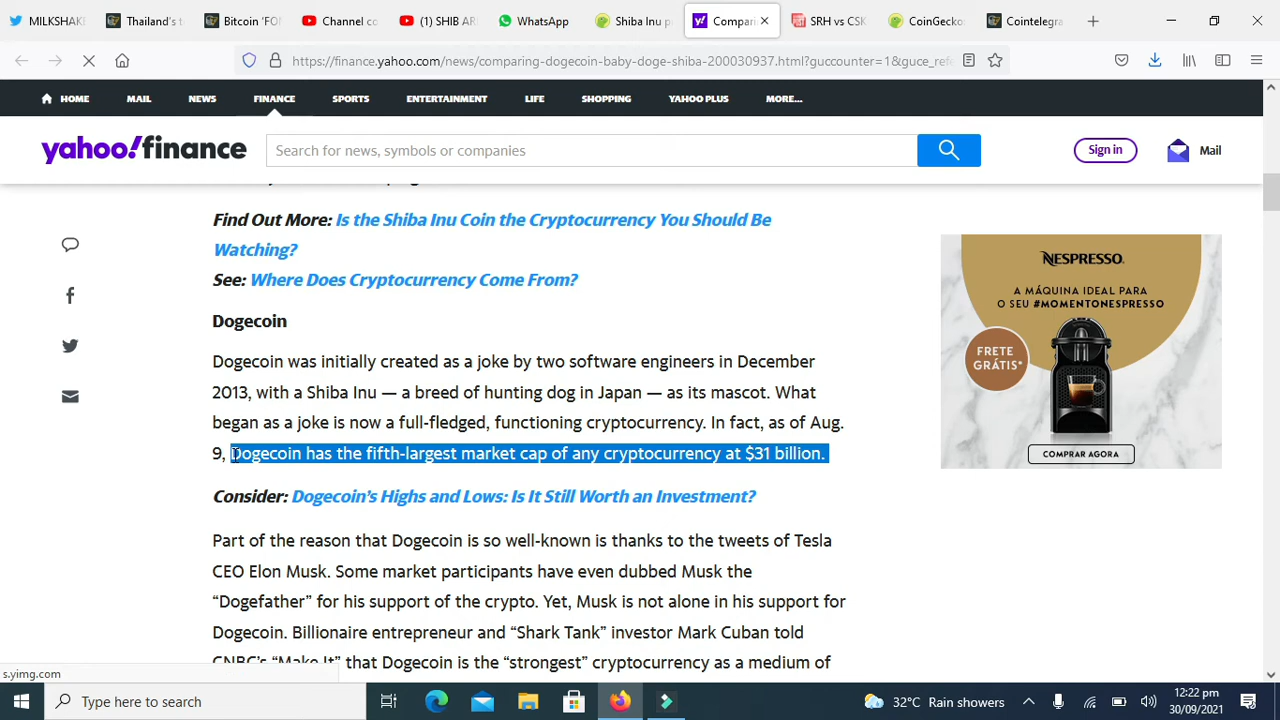 MILKSHAKE
Thailand's t
Bitcoin 'FO
Channel co
(1) SHIB AR
WhatsApp
Shiba Inu p
Compari
SRH vs CSK
CoinGecko
Cointelegra
https://finance.yahoo.com/news/comparing-dogecoin-baby-doge-shiba-200030937.html?guccounter=1&guce_refe
HOME MAIL NEWS FINANCE SPORTS ENTERTAINMENT LIFE SHOPPING YAHOO PLUS MORE...
yahoo!finance
Search for news, symbols or companies
Sign in
Mail
Find Out More: Is the Shiba Inu Coin the Cryptocurrency You Should Be
Watching?
See: Where Does Cryptocurrency Come From?
Dogecoin
Dogecoin was initially created as a joke by two software engineers in December
2013, with a Shiba Inu — a breed of hunting dog in Japan — as its mascot. What
began as a joke is now a full-fledged, functioning cryptocurrency. In fact, as of Aug.
9, Dogecoin has the fifth-largest market cap of any cryptocurrency at $31 billion.
Consider: Dogecoin's Highs and Lows: Is It Still Worth an Investment?
Part of the reason that Dogecoin is so well-known is thanks to the tweets of Tesla
CEO Elon Musk. Some market participants have even dubbed Musk the
“Dogefather” for his support of the crypto. Yet, Musk is not alone in his support for
Dogecoin. Billionaire entrepreneur and “Shark Tank” investor Mark Cuban told
CNBC's “Make It” that Dogecoin is the “strongest” cryptocurrency as a medium of
NESPRESSO.
A MÁQUINA IDEAL PARA
O SEU #MOMENTONESPRESSO
FRETE
GRÁTIS*
COMPRAR AGORA
s.yimg.com
Type here to search
32°C Rain showers
12:22 pm
30/09/2021